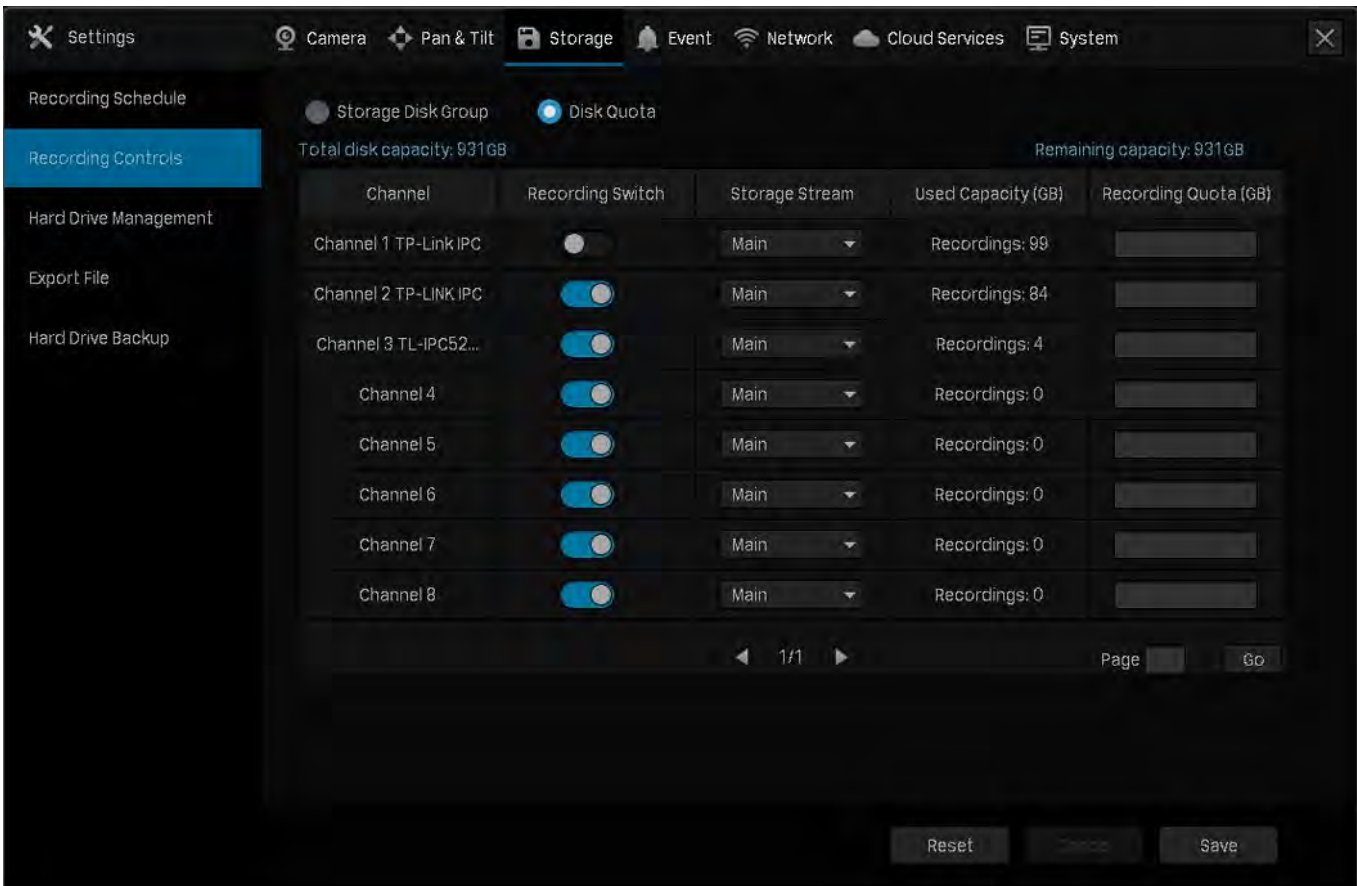 Settings Camera Pan & Tilt Storage Event Network Cloud Services System
Recording Schedule
Recording Controls
Hard Drive Management
Export File
Hard Drive Backup
Storage Disk Group Disk Quota
Total disk capacity: 931GB Remaining capacity: 931GB
Channel Recording Switch Storage Stream Used Capacity (GB) Recording Quota (GB)
Channel 1 TP-Link IPC Main Recordings: 99
Channel 2 TP-LINK IPC Main Recordings: 84
Channel 3 TL-IPC52... Main Recordings: 4
Channel 4 Main Recordings: 0
Channel 5 Main Recordings: 0
Channel 6 Main Recordings: 0
Channel 7 Main Recordings: 0
Channel 8 Main Recordings: 0
1/1 Page Go
Reset Save